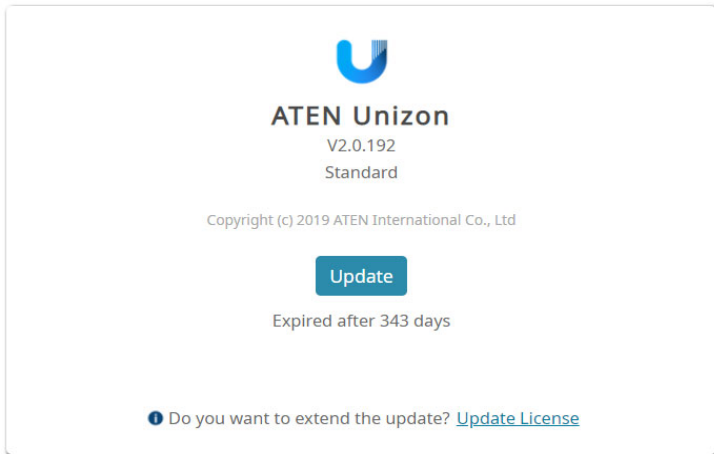 ATEN Unizon
V2.0.192
Standard
Copyright (c) 2019 ATEN International Co., Ltd
Update
Expired after 343 days
Do you want to extend the update? Update License